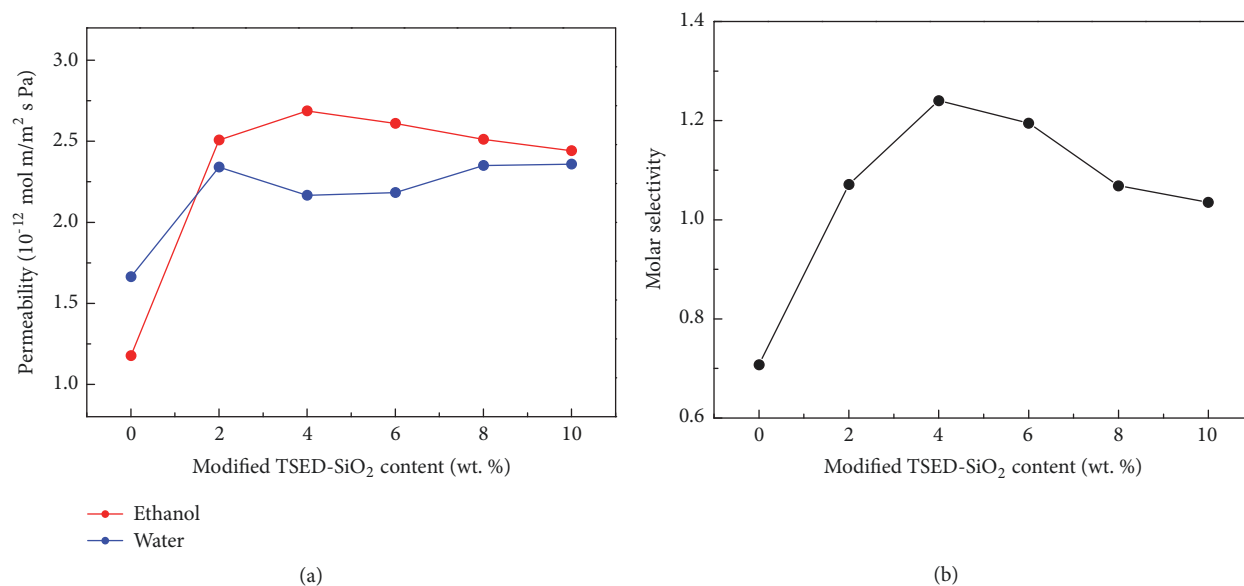 3.0
2.5
2.0
1.5
1.0
Permeability (10⁻¹² mol m/m² s Pa)
0 2 4 6 8 10
Modified TSED-SiO₂ content (wt. %)
Ethanol
Water
(a)
1.4
1.2
1.0
0.8
0.6
Molar selectivity
0 2 4 6 8 10
Modified TSED-SiO₂ content (wt. %)
(b)